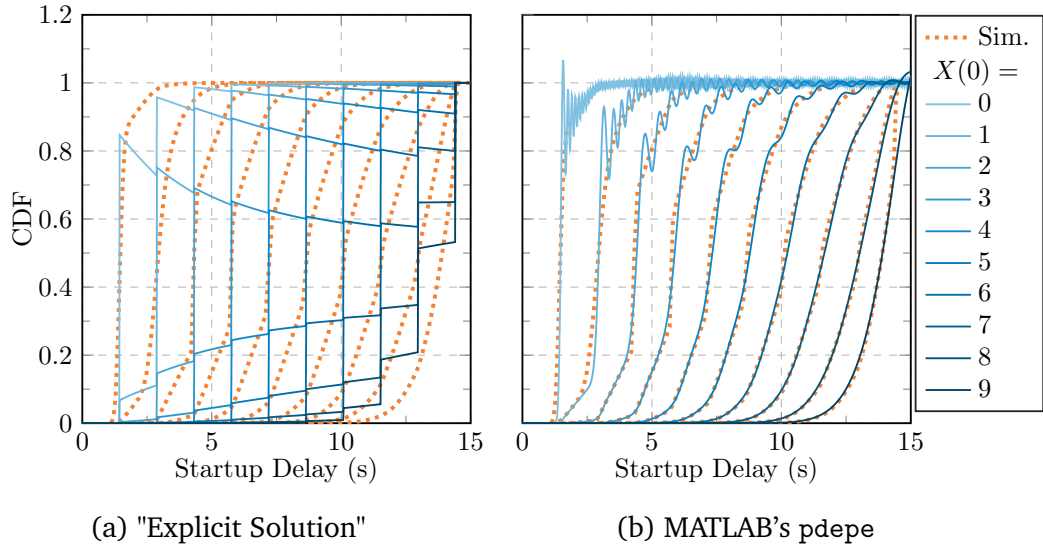 1.2
1
0.8
0.6
0.4
0.2
0
CDF
0 5 10 15
Startup Delay (s)
(a) "Explicit Solution"
0 5 10 15
Startup Delay (s)
(b) MATLAB's pdepe
Sim.
X(0) =
0
1
2
3
4
5
6
7
8
9